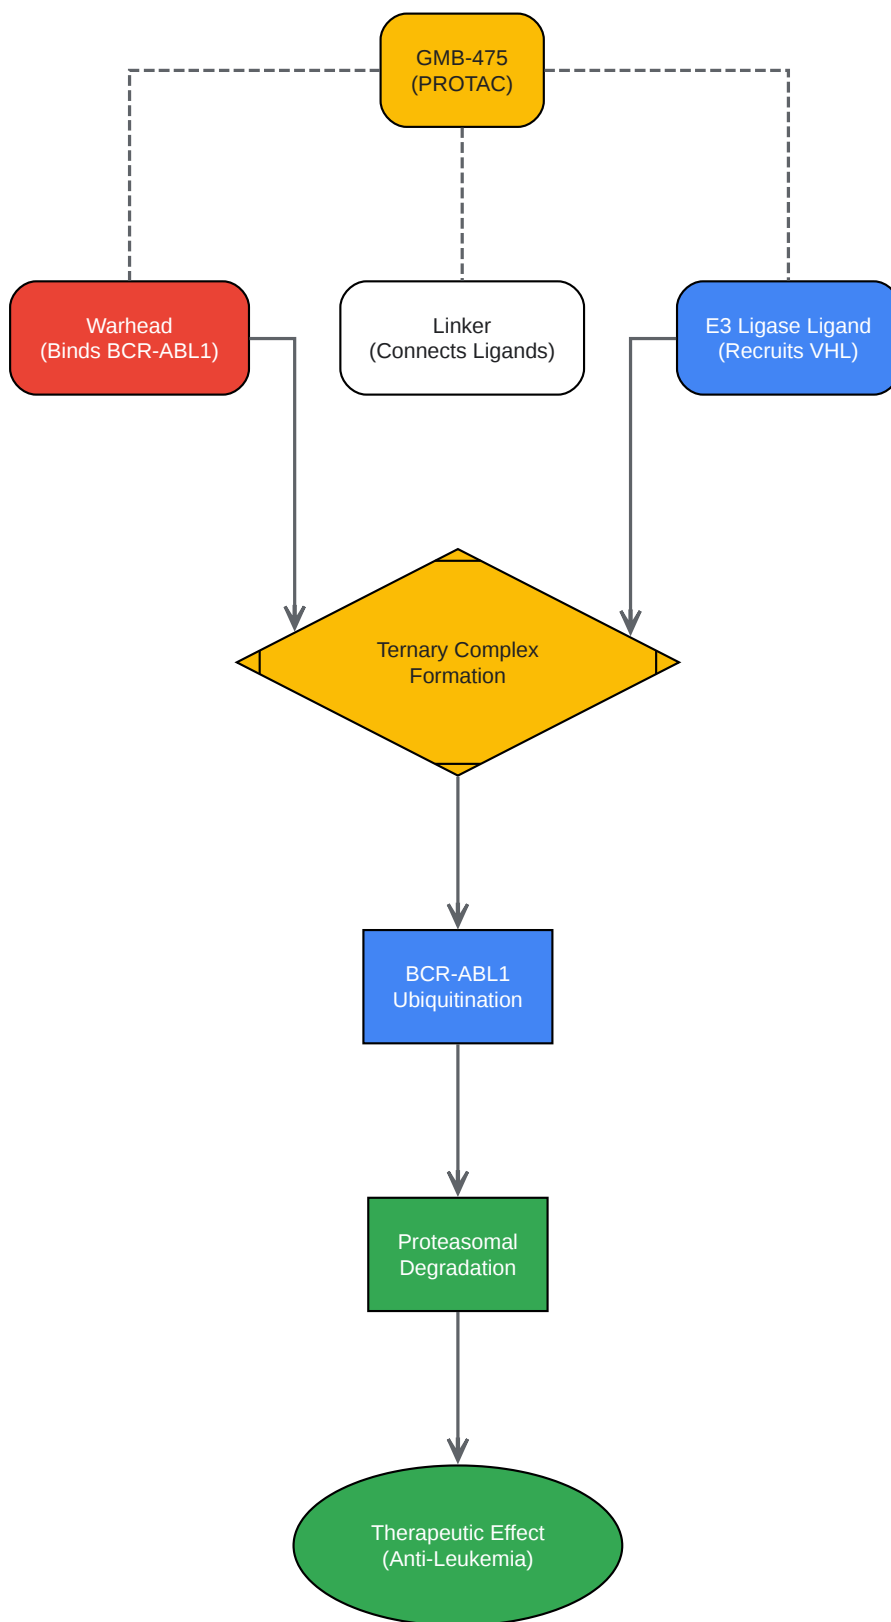 GMB-475
(PROTAC)
Warhead
(Binds BCR-ABL1)
Linker
(Connects Ligands)
E3 Ligase Ligand
(Recruits VHL)
Ternary Complex
Formation
BCR-ABL1
Ubiquitination
Proteasomal
Degradation
Therapeutic Effect
(Anti-Leukemia)